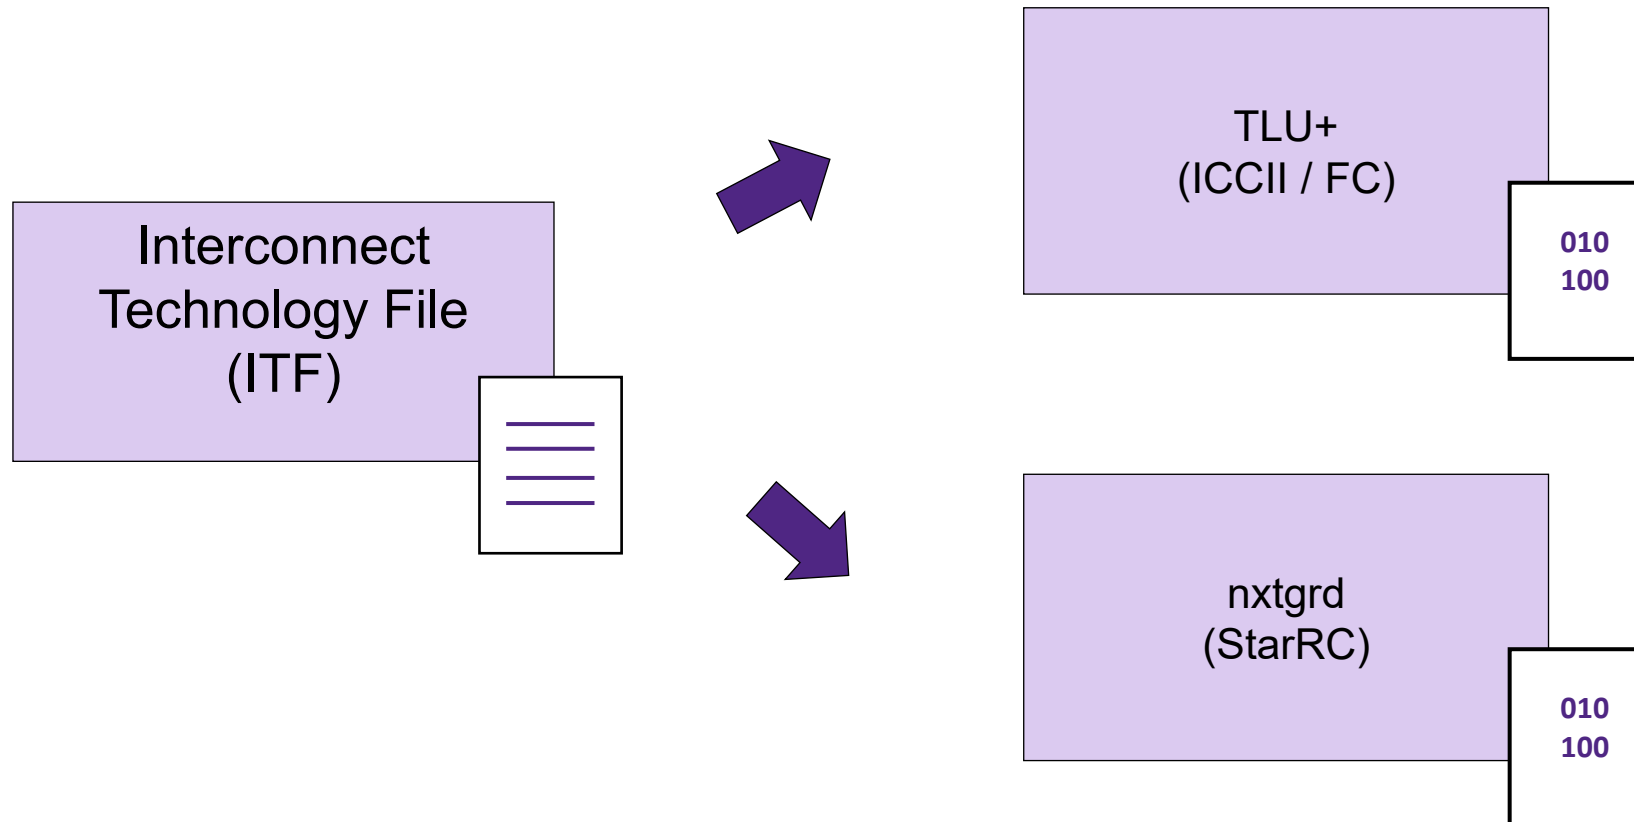 Interconnect
Technology File
(ITF)
TLU+
(ICCII / FC)
010
100
nxtgrd
(StarRC)
010
100